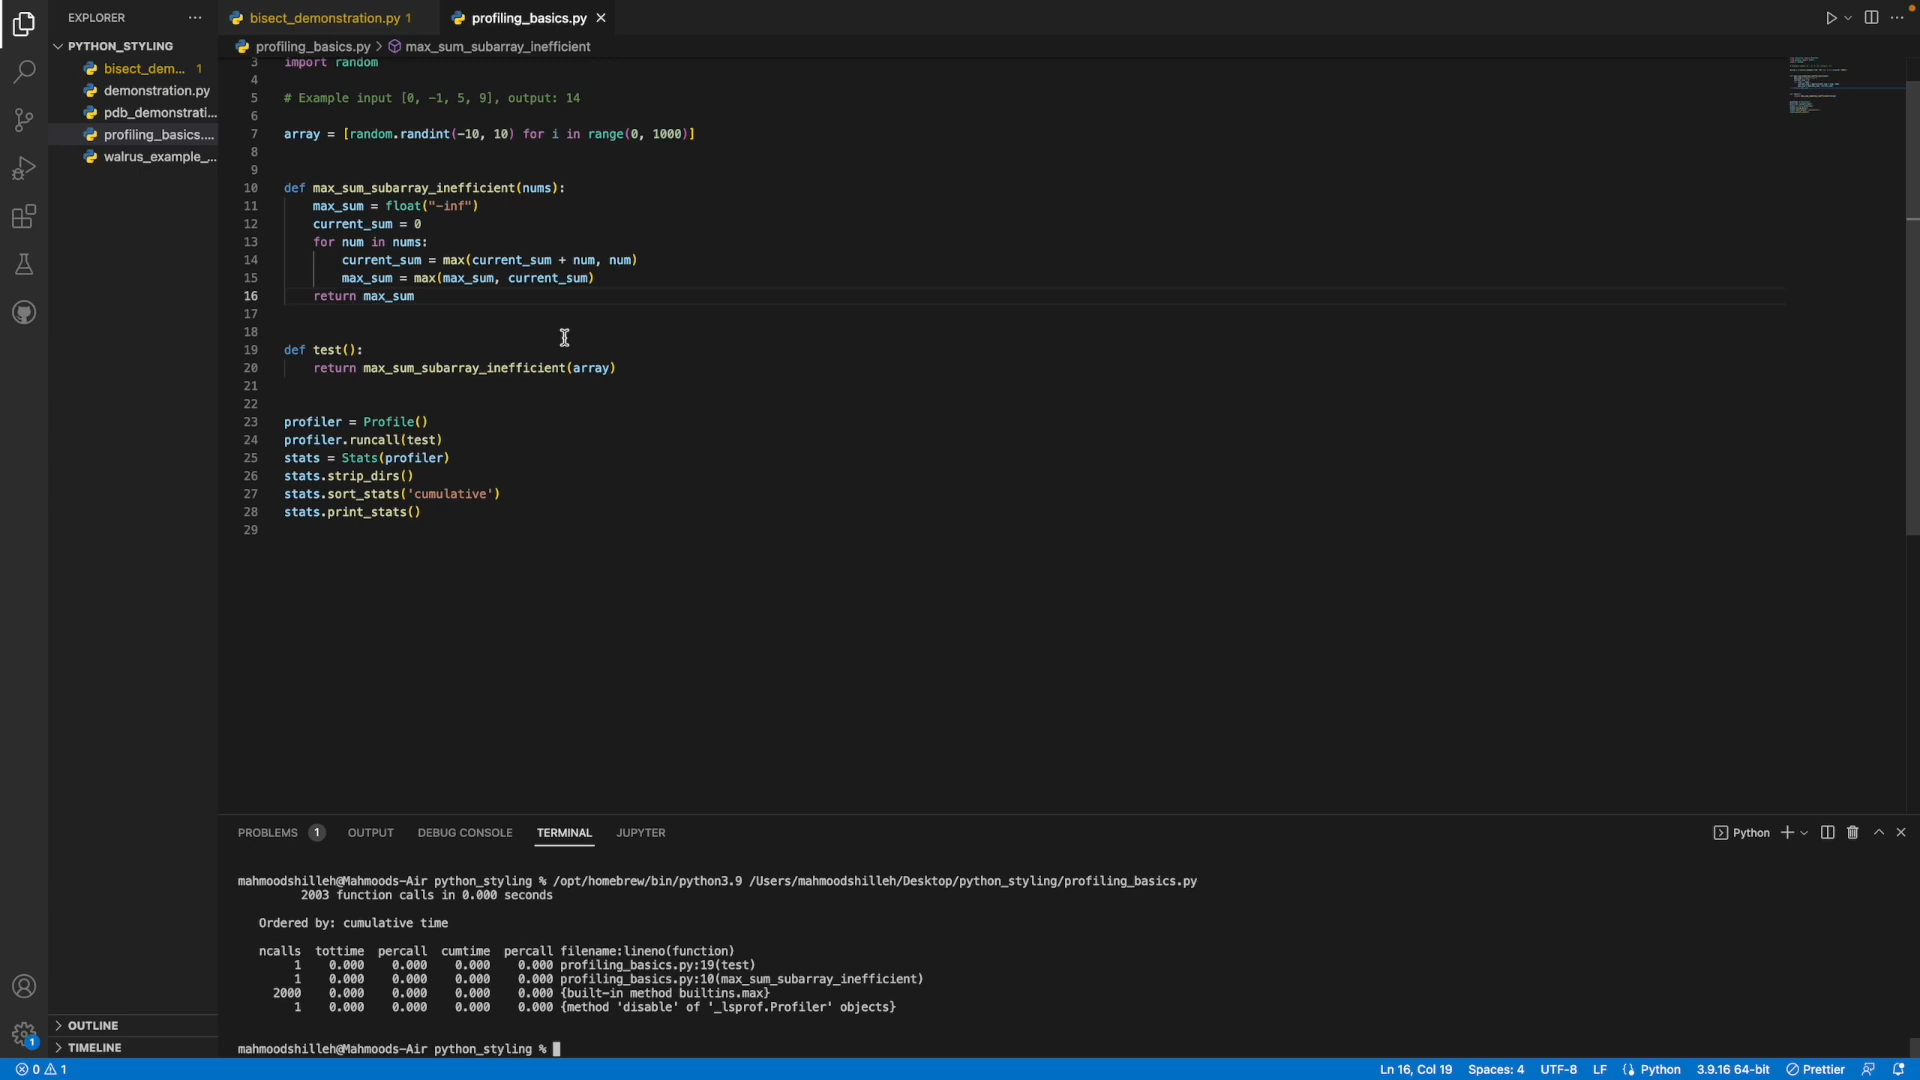 EXPLORER
PYTHON_STYLING
bisect_dem... 1
demonstration.py
pdb_demonstrati...
profiling_basics....
walrus_example_...
OUTLINE
TIMELINE
bisect_demonstration.py 1
profiling_basics.py
profiling_basics.py > max_sum_subarray_inefficient
3 import random
4
5 # Example input [0, -1, 5, 9], output: 14
6
7 array = [random.randint(-10, 10) for i in range(0, 1000)]
8
9
10 def max_sum_subarray_inefficient(nums):
11 max_sum = float("-inf")
12 current_sum = 0
13 for num in nums:
14 current_sum = max(current_sum + num, num)
15 max_sum = max(max_sum, current_sum)
16 return max_sum
17
18
19 def test():
20 return max_sum_subarray_inefficient(array)
21
22
23 profiler = Profile()
24 profiler.runcall(test)
25 stats = Stats(profiler)
26 stats.strip_dirs()
27 stats.sort_stats('cumulative')
28 stats.print_stats()
29
PROBLEMS 1 OUTPUT DEBUG CONSOLE TERMINAL JUPYTER
Python
mahmoodshilleh@Mahmoods-Air python_styling % /opt/homebrew/bin/python3.9 /Users/mahmoodshilleh/Desktop/python_styling/profiling_basics.py
2003 function calls in 0.000 seconds
Ordered by: cumulative time
ncalls tottime percall cumtime percall filename:lineno(function)
1 0.000 0.000 0.000 0.000 profiling_basics.py:19(test)
1 0.000 0.000 0.000 0.000 profiling_basics.py:10(max_sum_subarray_inefficient)
2000 0.000 0.000 0.000 0.000 {built-in method builtins.max}
1 0.000 0.000 0.000 0.000 {method 'disable' of '_lsprof.Profiler' objects}
mahmoodshilleh@Mahmoods-Air python_styling %
1
0 1
Ln 16, Col 19 Spaces: 4 UTF-8 LF Python 3.9.16 64-bit Prettier